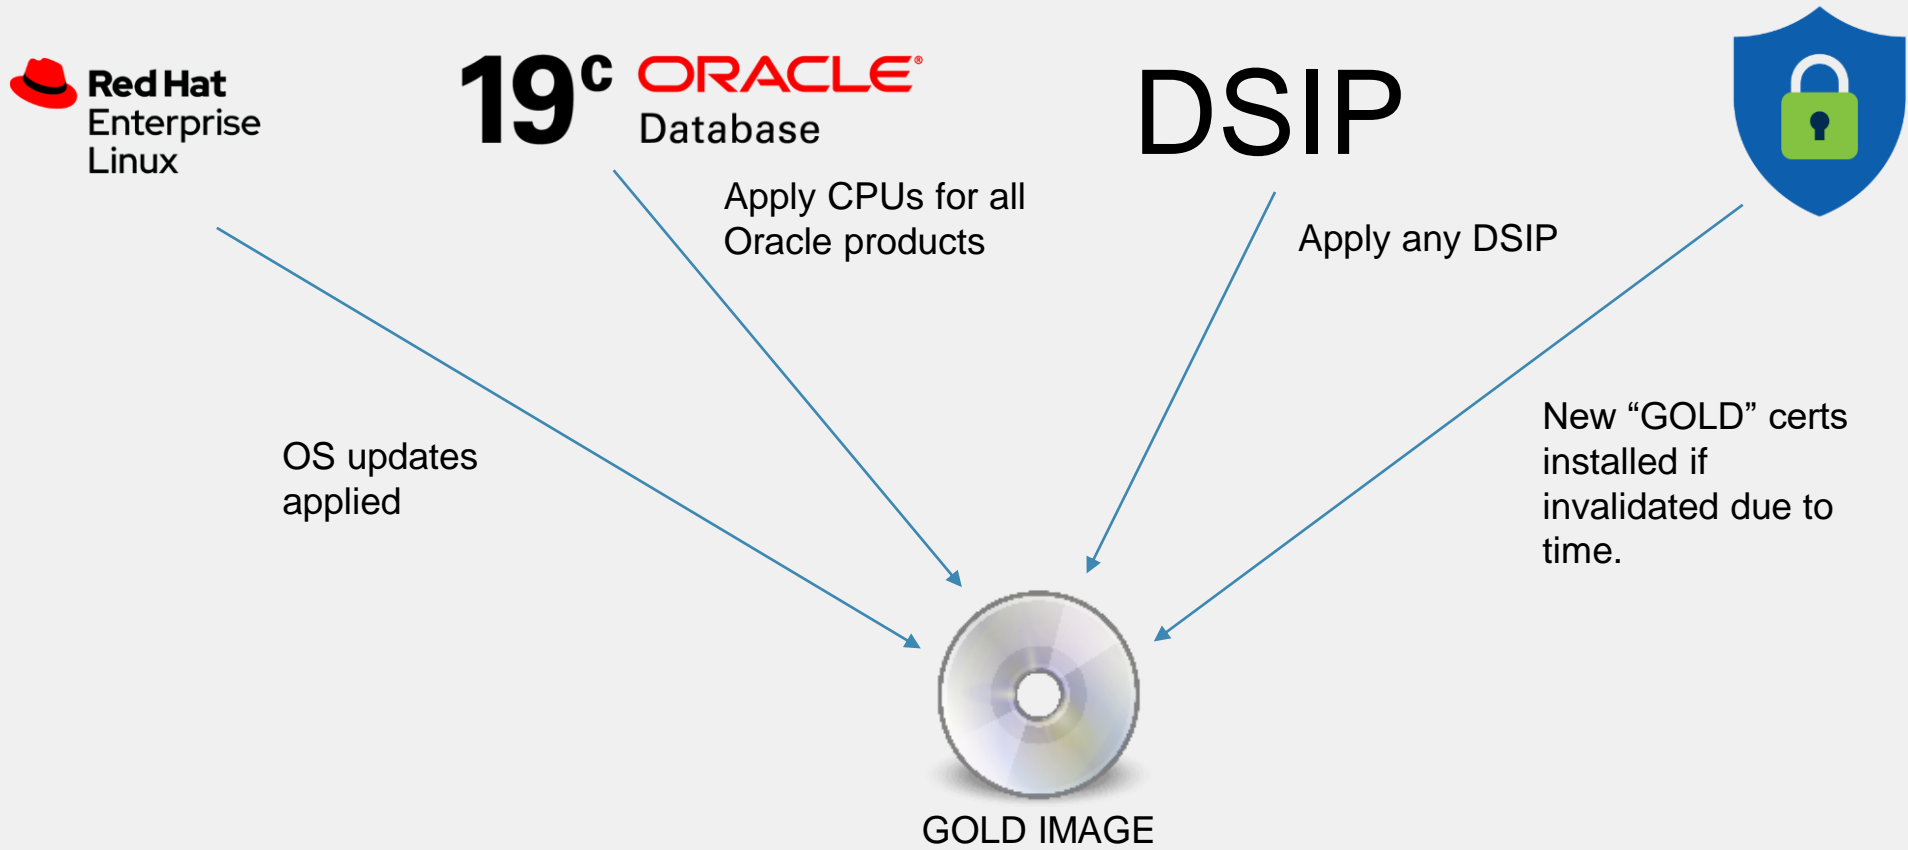 Red Hat
Enterprise
Linux
19c ORACLE®
Database
DSIP
Apply CPUs for all
Oracle products
Apply any DSIP
OS updates
applied
New “GOLD” certs
installed if
invalidated due to
time.
GOLD IMAGE